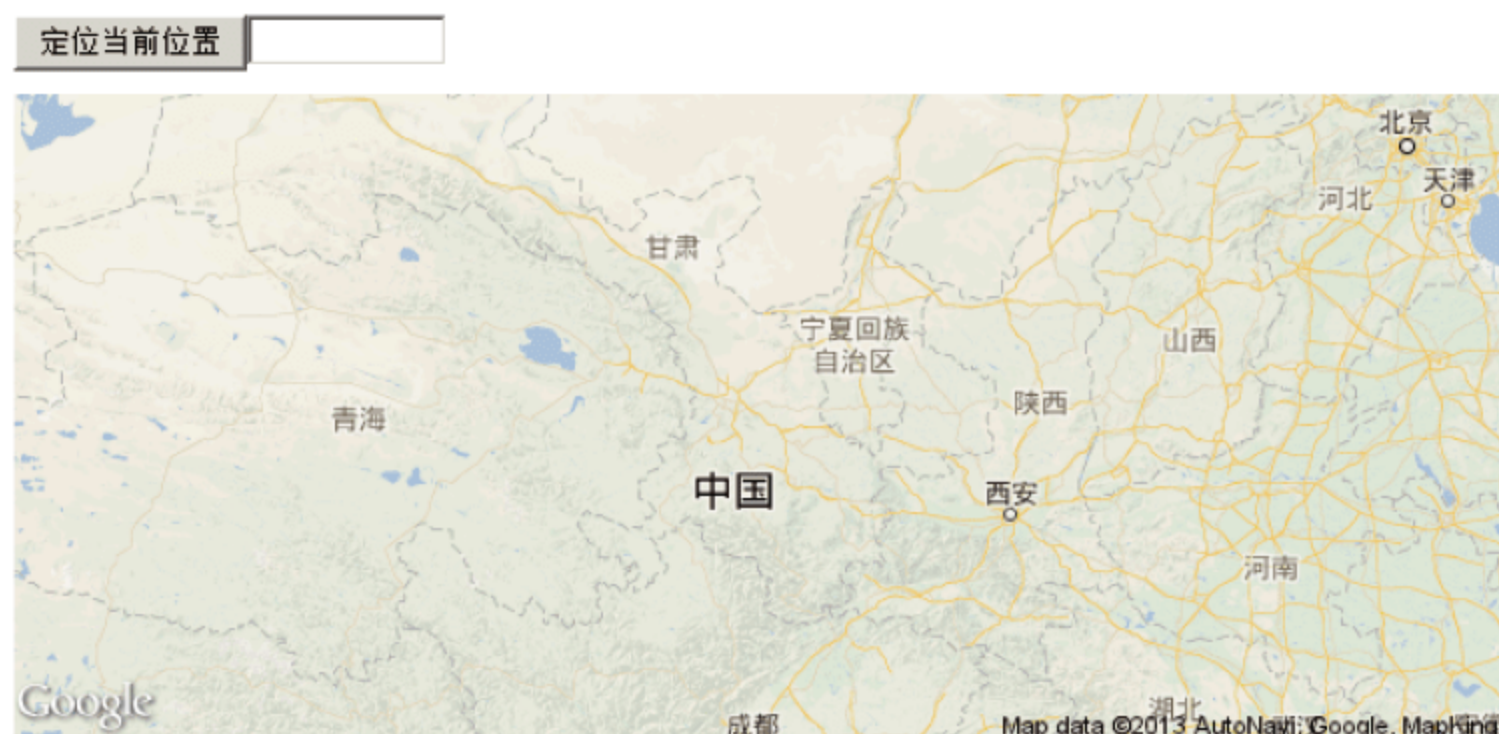 定位当前位置
北京
天津
河北
甘肃
宁夏回族
自治区
山西
陕西
青海
中国
西安
河南
湖北
成都
Google
Map data ©2013 AutoNavi, Google, MapKing